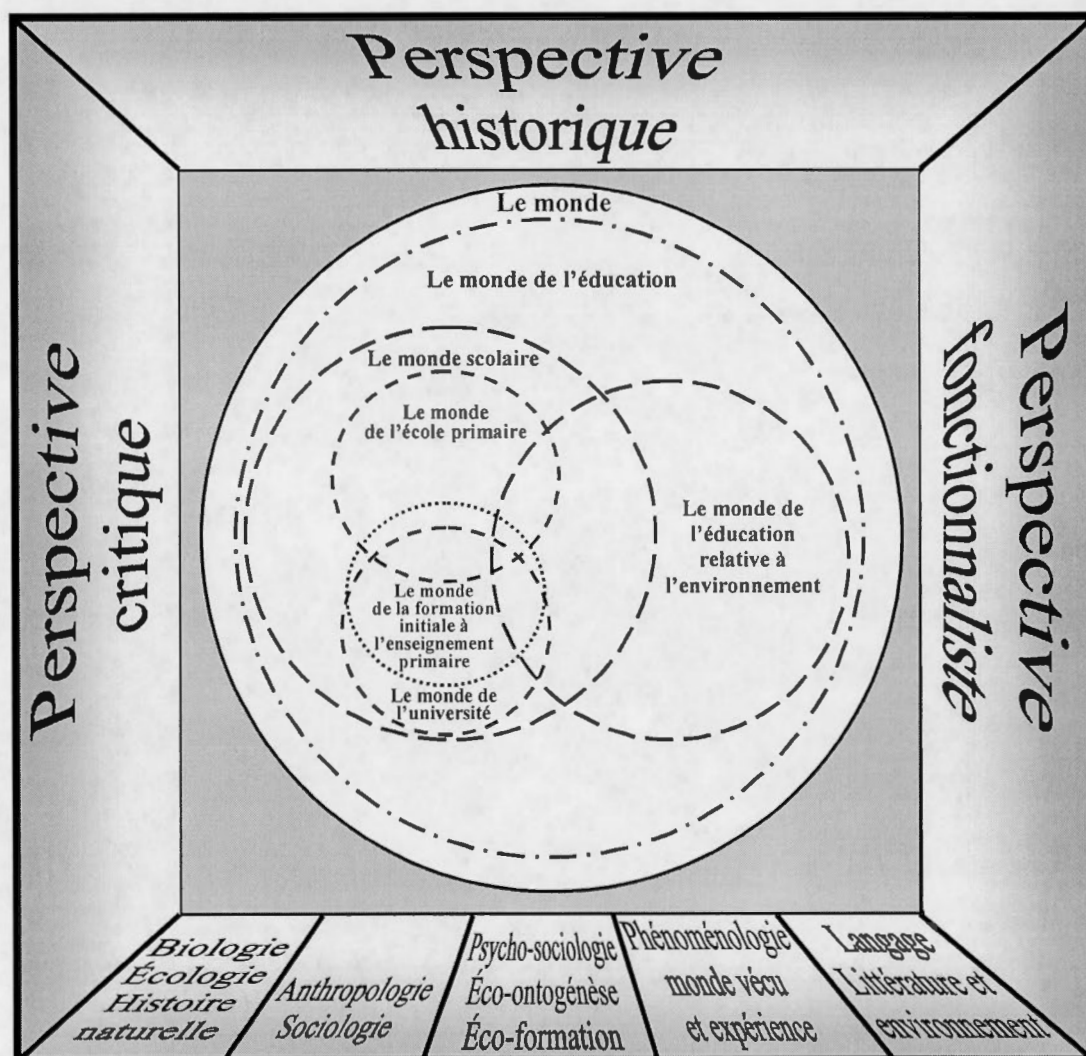 Perspective
historique
Perspective
critique
Perspective
fonctionnaliste
Le monde
Le monde de l'éducation
Le monde scolaire
Le monde
de l'école primaire
Le monde de
l'éducation
relative à
l'environnement
Le monde
de la formation
initiale à
l'enseignement
primaire
Le monde de
l'université
Biologie
Écologie
Histoire
naturelle
Anthropologie
Sociologie
Psycho-sociologie
Éco-ontogénèse
Éco-formation
Phénoménologie
monde vécu
et expérience
Langage
Littérature et
environnement